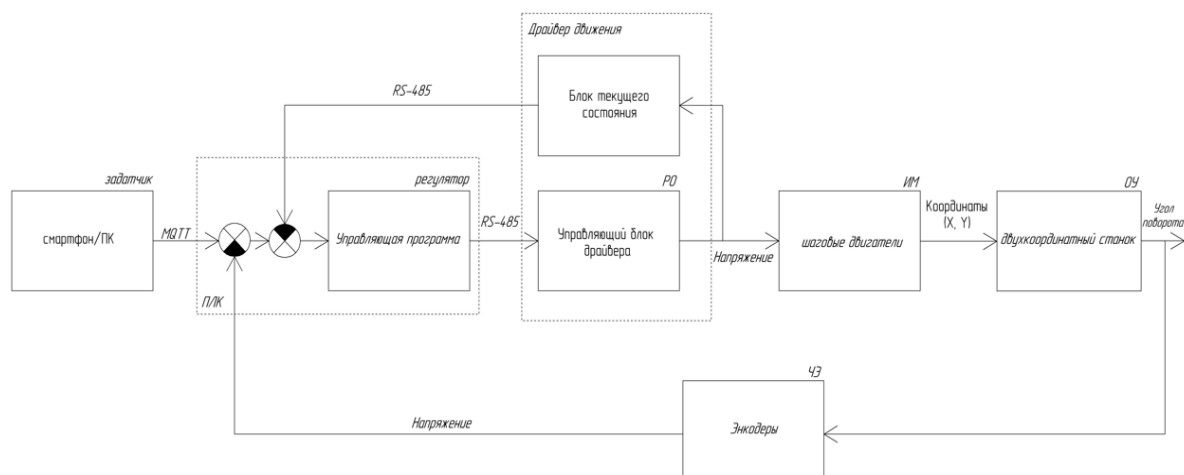 Драйвер движения
RS-485
Блок текущего
состояния
задатчик
регулятор
РО
ИМ
ОУ
смартфон/ПК
MQTT
Управляющая программа
RS-485
Управляющий блок
драйвера
Напряжение
шаговые двигатели
Координаты
(X, Y)
двухкоординатный станок
Угол
поворота
ПЛК
ЧЭ
Напряжение
Энкодеры